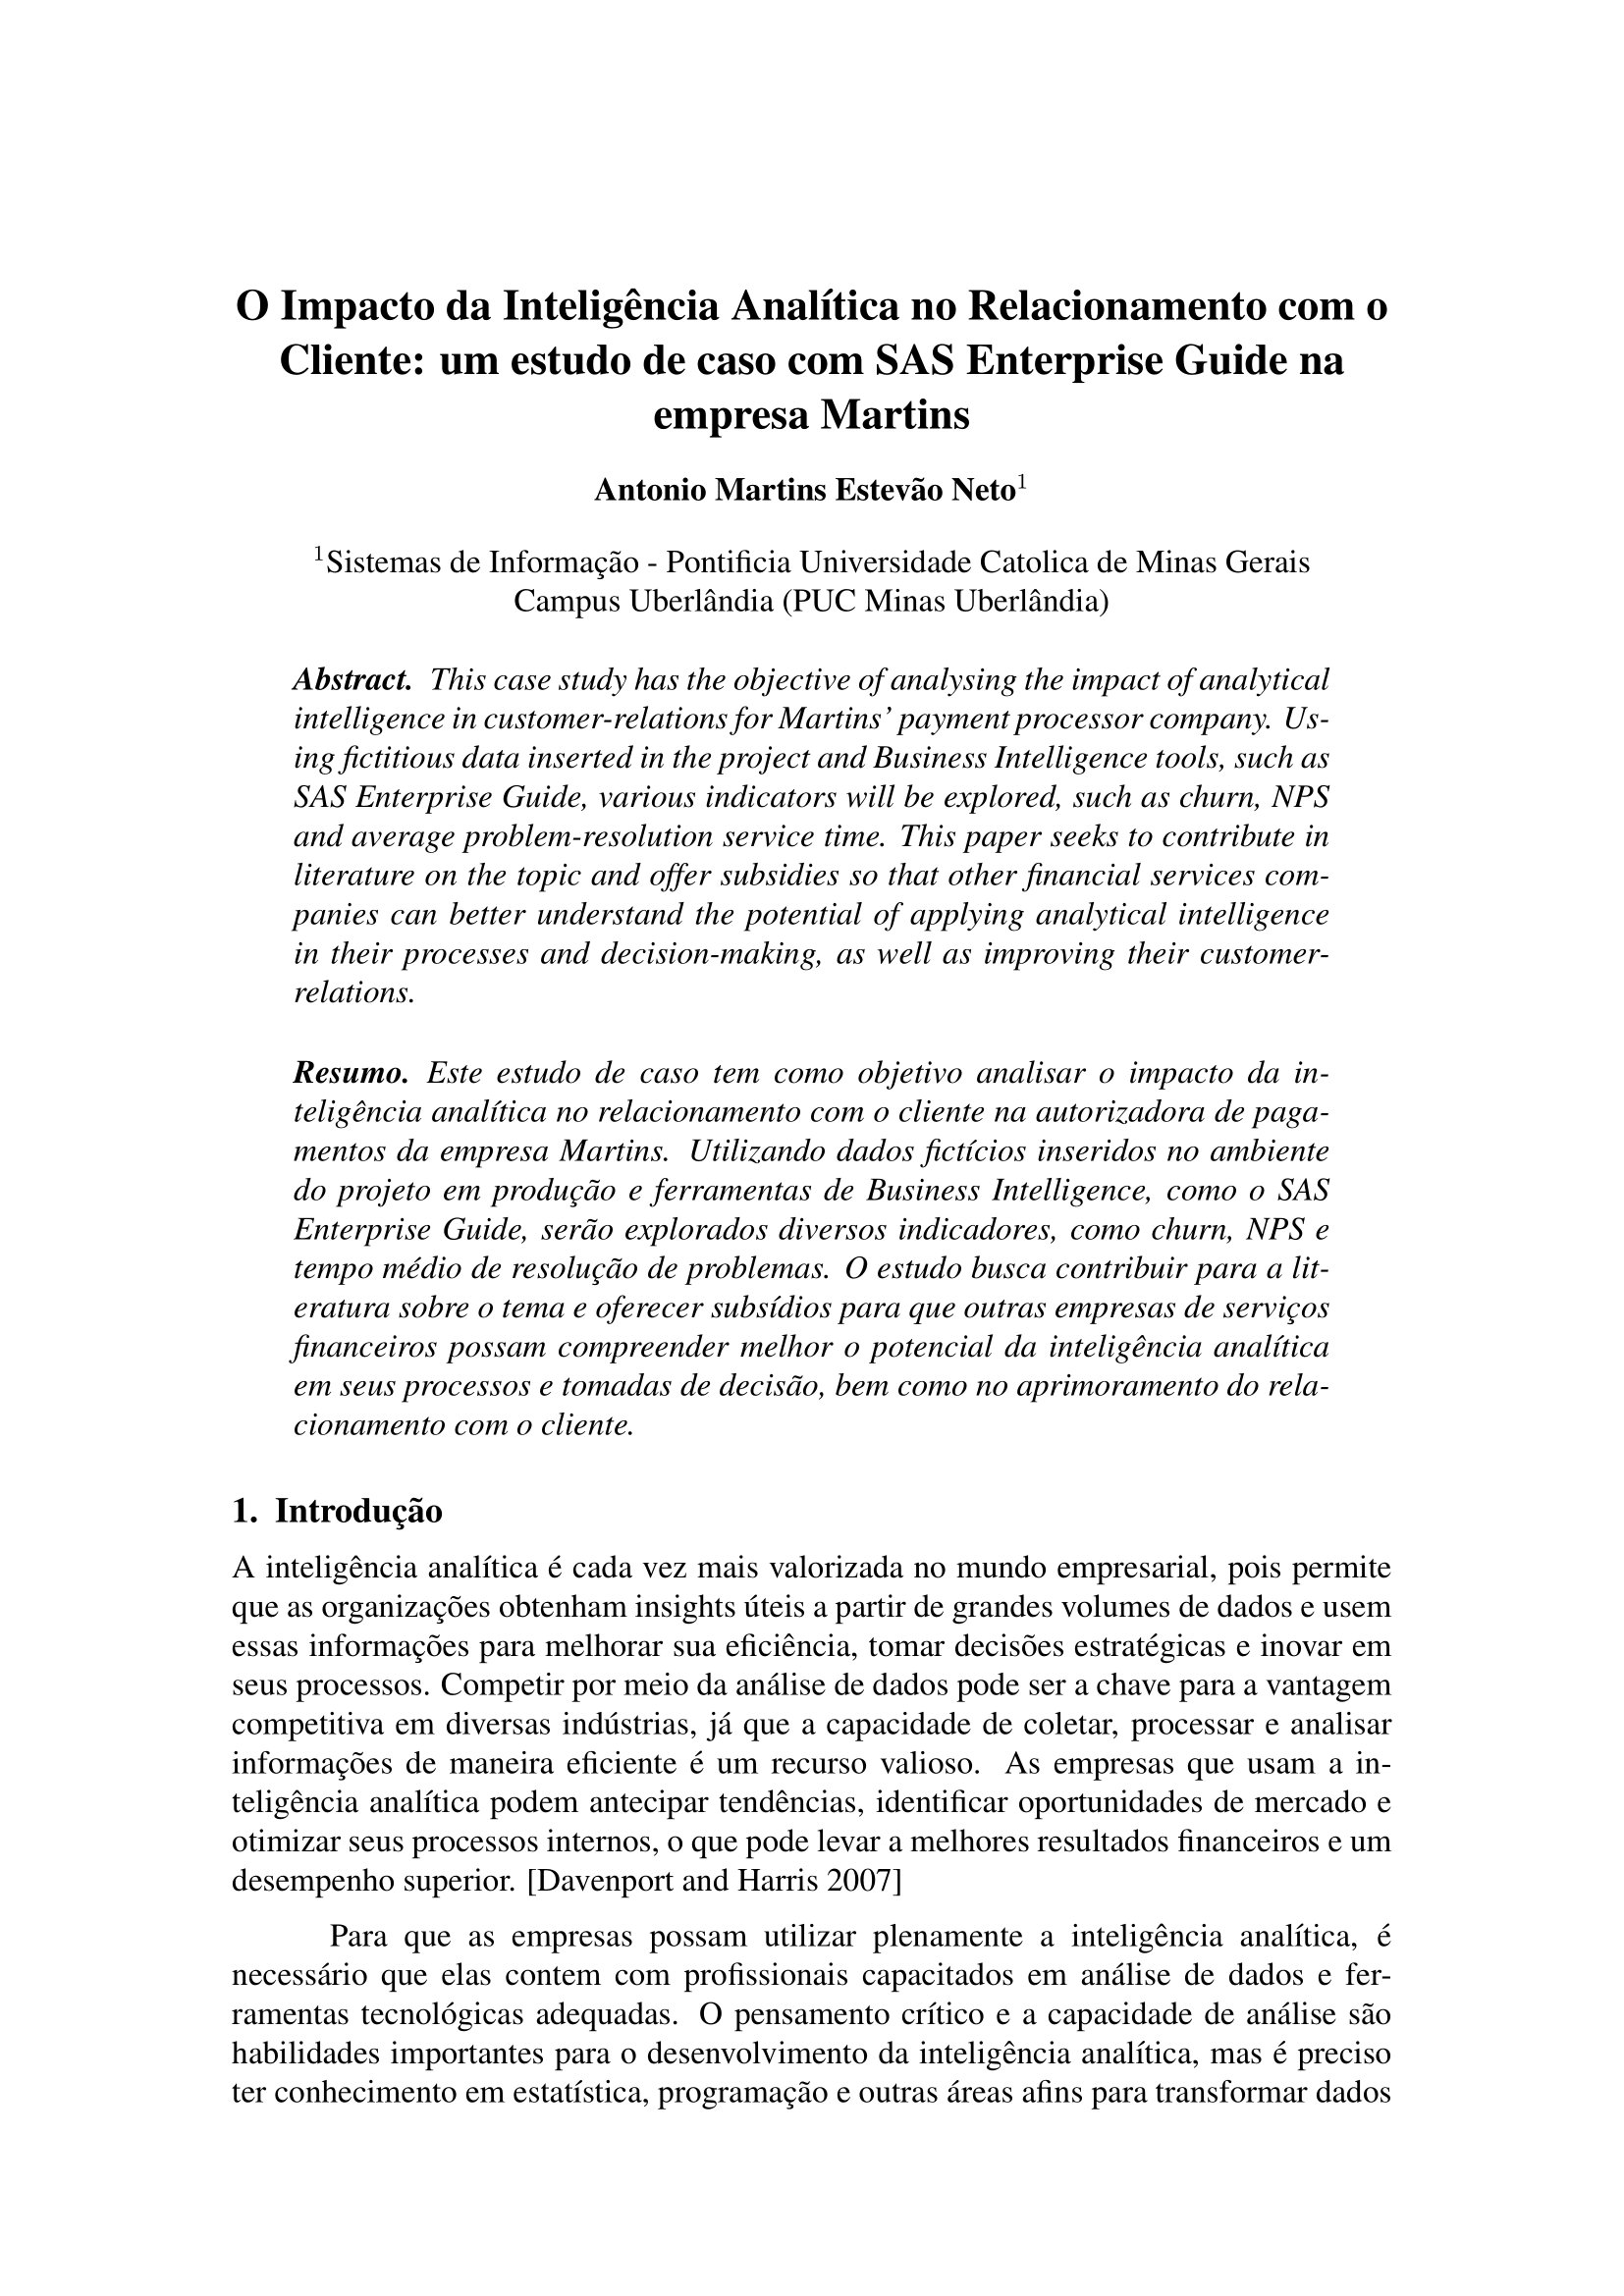 O Impacto da Inteligência Analítica no Relacionamento com o
Cliente: um estudo de caso com SAS Enterprise Guide na
empresa Martins
Antonio Martins Estevão Neto¹
¹Sistemas de Informação - Pontificia Universidade Catolica de Minas Gerais
Campus Uberlândia (PUC Minas Uberlândia)
Abstract. This case study has the objective of analysing the impact of analytical
intelligence in customer-relations for Martins’ payment processor company. Us-
ing fictitious data inserted in the project and Business Intelligence tools, such as
SAS Enterprise Guide, various indicators will be explored, such as churn, NPS
and average problem-resolution service time. This paper seeks to contribute in
literature on the topic and offer subsidies so that other financial services com-
panies can better understand the potential of applying analytical intelligence
in their processes and decision-making, as well as improving their customer-
relations.
Resumo. Este estudo de caso tem como objetivo analisar o impacto da in-
teligência analítica no relacionamento com o cliente na autorizadora de paga-
mentos da empresa Martins. Utilizando dados fictícios inseridos no ambiente
do projeto em produção e ferramentas de Business Intelligence, como o SAS
Enterprise Guide, serão explorados diversos indicadores, como churn, NPS e
tempo médio de resolução de problemas. O estudo busca contribuir para a lit-
eratura sobre o tema e oferecer subsídios para que outras empresas de serviços
financeiros possam compreender melhor o potencial da inteligência analítica
em seus processos e tomadas de decisão, bem como no aprimoramento do rela-
cionamento com o cliente.
1. Introdução
A inteligência analítica é cada vez mais valorizada no mundo empresarial, pois permite
que as organizações obtenham insights úteis a partir de grandes volumes de dados e usem
essas informações para melhorar sua eficiência, tomar decisões estratégicas e inovar em
seus processos. Competir por meio da análise de dados pode ser a chave para a vantagem
competitiva em diversas indústrias, já que a capacidade de coletar, processar e analisar
informações de maneira eficiente é um recurso valioso. As empresas que usam a in-
teligência analítica podem antecipar tendências, identificar oportunidades de mercado e
otimizar seus processos internos, o que pode levar a melhores resultados financeiros e um
desempenho superior. [Davenport and Harris 2007]
Para que as empresas possam utilizar plenamente a inteligência analítica, é
necessário que elas contem com profissionais capacitados em análise de dados e fer-
ramentas tecnológicas adequadas. O pensamento crítico e a capacidade de análise são
habilidades importantes para o desenvolvimento da inteligência analítica, mas é preciso
ter conhecimento em estatística, programação e outras áreas afins para transformar dados